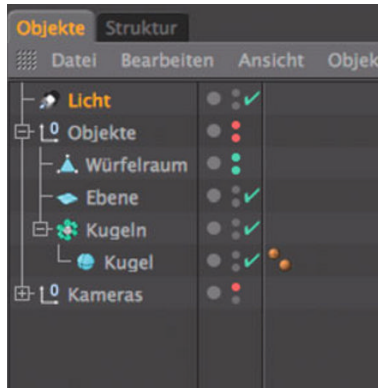 Objekte Struktur
Datei Bearbeiten Ansicht Objek
Licht
Objekte
Würfelraum
Ebene
Kugeln
Kugel
Kameras